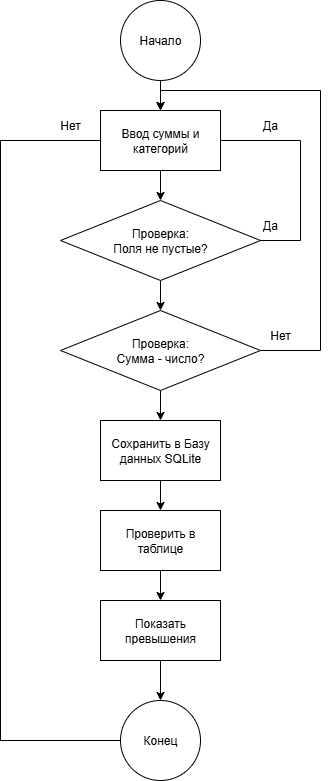 Начало
Нет
Ввод суммы и
категорий
Да
Проверка:
Поля не пустые?
Да
Проверка:
Сумма - число?
Нет
Сохранить в Базу
данных SQLite
Проверить в
таблице
Показать
превышения
Конец